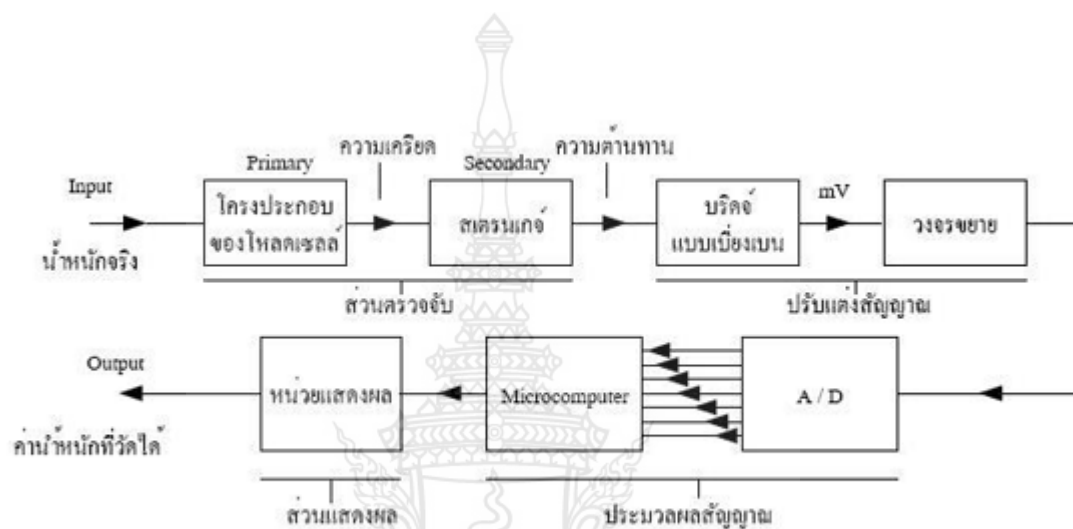 ความเครียด
ความต้านทาน
Primary
Secondary
Input
mV
โครงประกอบ
ของโหลดเซลล์
สเตรนเกจ์
บริดจ์
แบบเบี่ยงเบน
วงจรขยาย
น้ำหนักจริง
ส่วนตรวจจับ
ปรับแต่งสัญญาณ
Output
หน่วยแสดงผล
Microcomputer
A / D
ค่าน้ำหนักที่วัดได้
ส่วนแสดงผล
ประมวลผลสัญญาณ